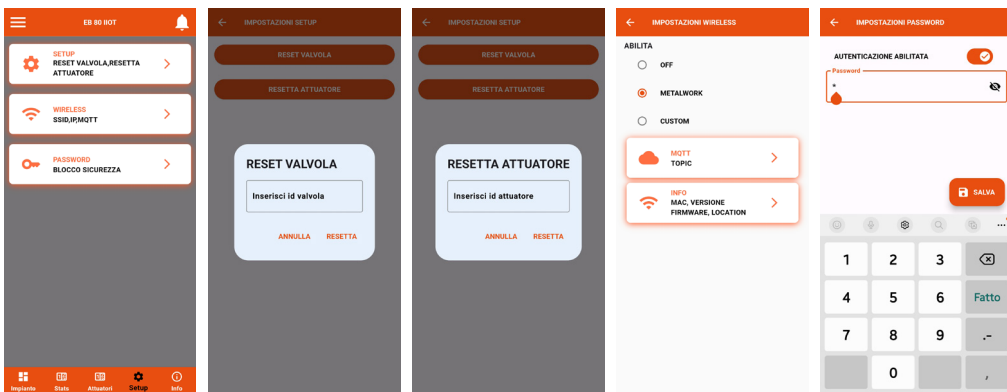 EB 80 IIOT
SETUP
RESET VALVOLA,RESETTA
ATTUATORE
WIRELESS
SSID,IP,MQTT
PASSWORD
BLOCCO SICUREZZA
Impianto
Stato
Attuatori
Setup
Info
IMPOSTAZIONI SETUP
RESET VALVOLA
RESETTA ATTUATORE
RESET VALVOLA
Inserisci id valvola
ANNULLA RESETTA
IMPOSTAZIONI SETUP
RESET VALVOLA
RESETTA ATTUATORE
RESETTA ATTUATORE
Inserisci id attuatore
ANNULLA RESETTA
IMPOSTAZIONI WIRELESS
ABILITA
OFF
METALWORK
CUSTOM
MQTT
TOPIC
INFO
MAC, VERSIONE
FIRMWARE, LOCATION
IMPOSTAZIONI PASSWORD
AUTENTICAZIONE ABILITATA
Password
SALVA
1 2 3
4 5 6 Fatto
7 8 9 .-
0 ,